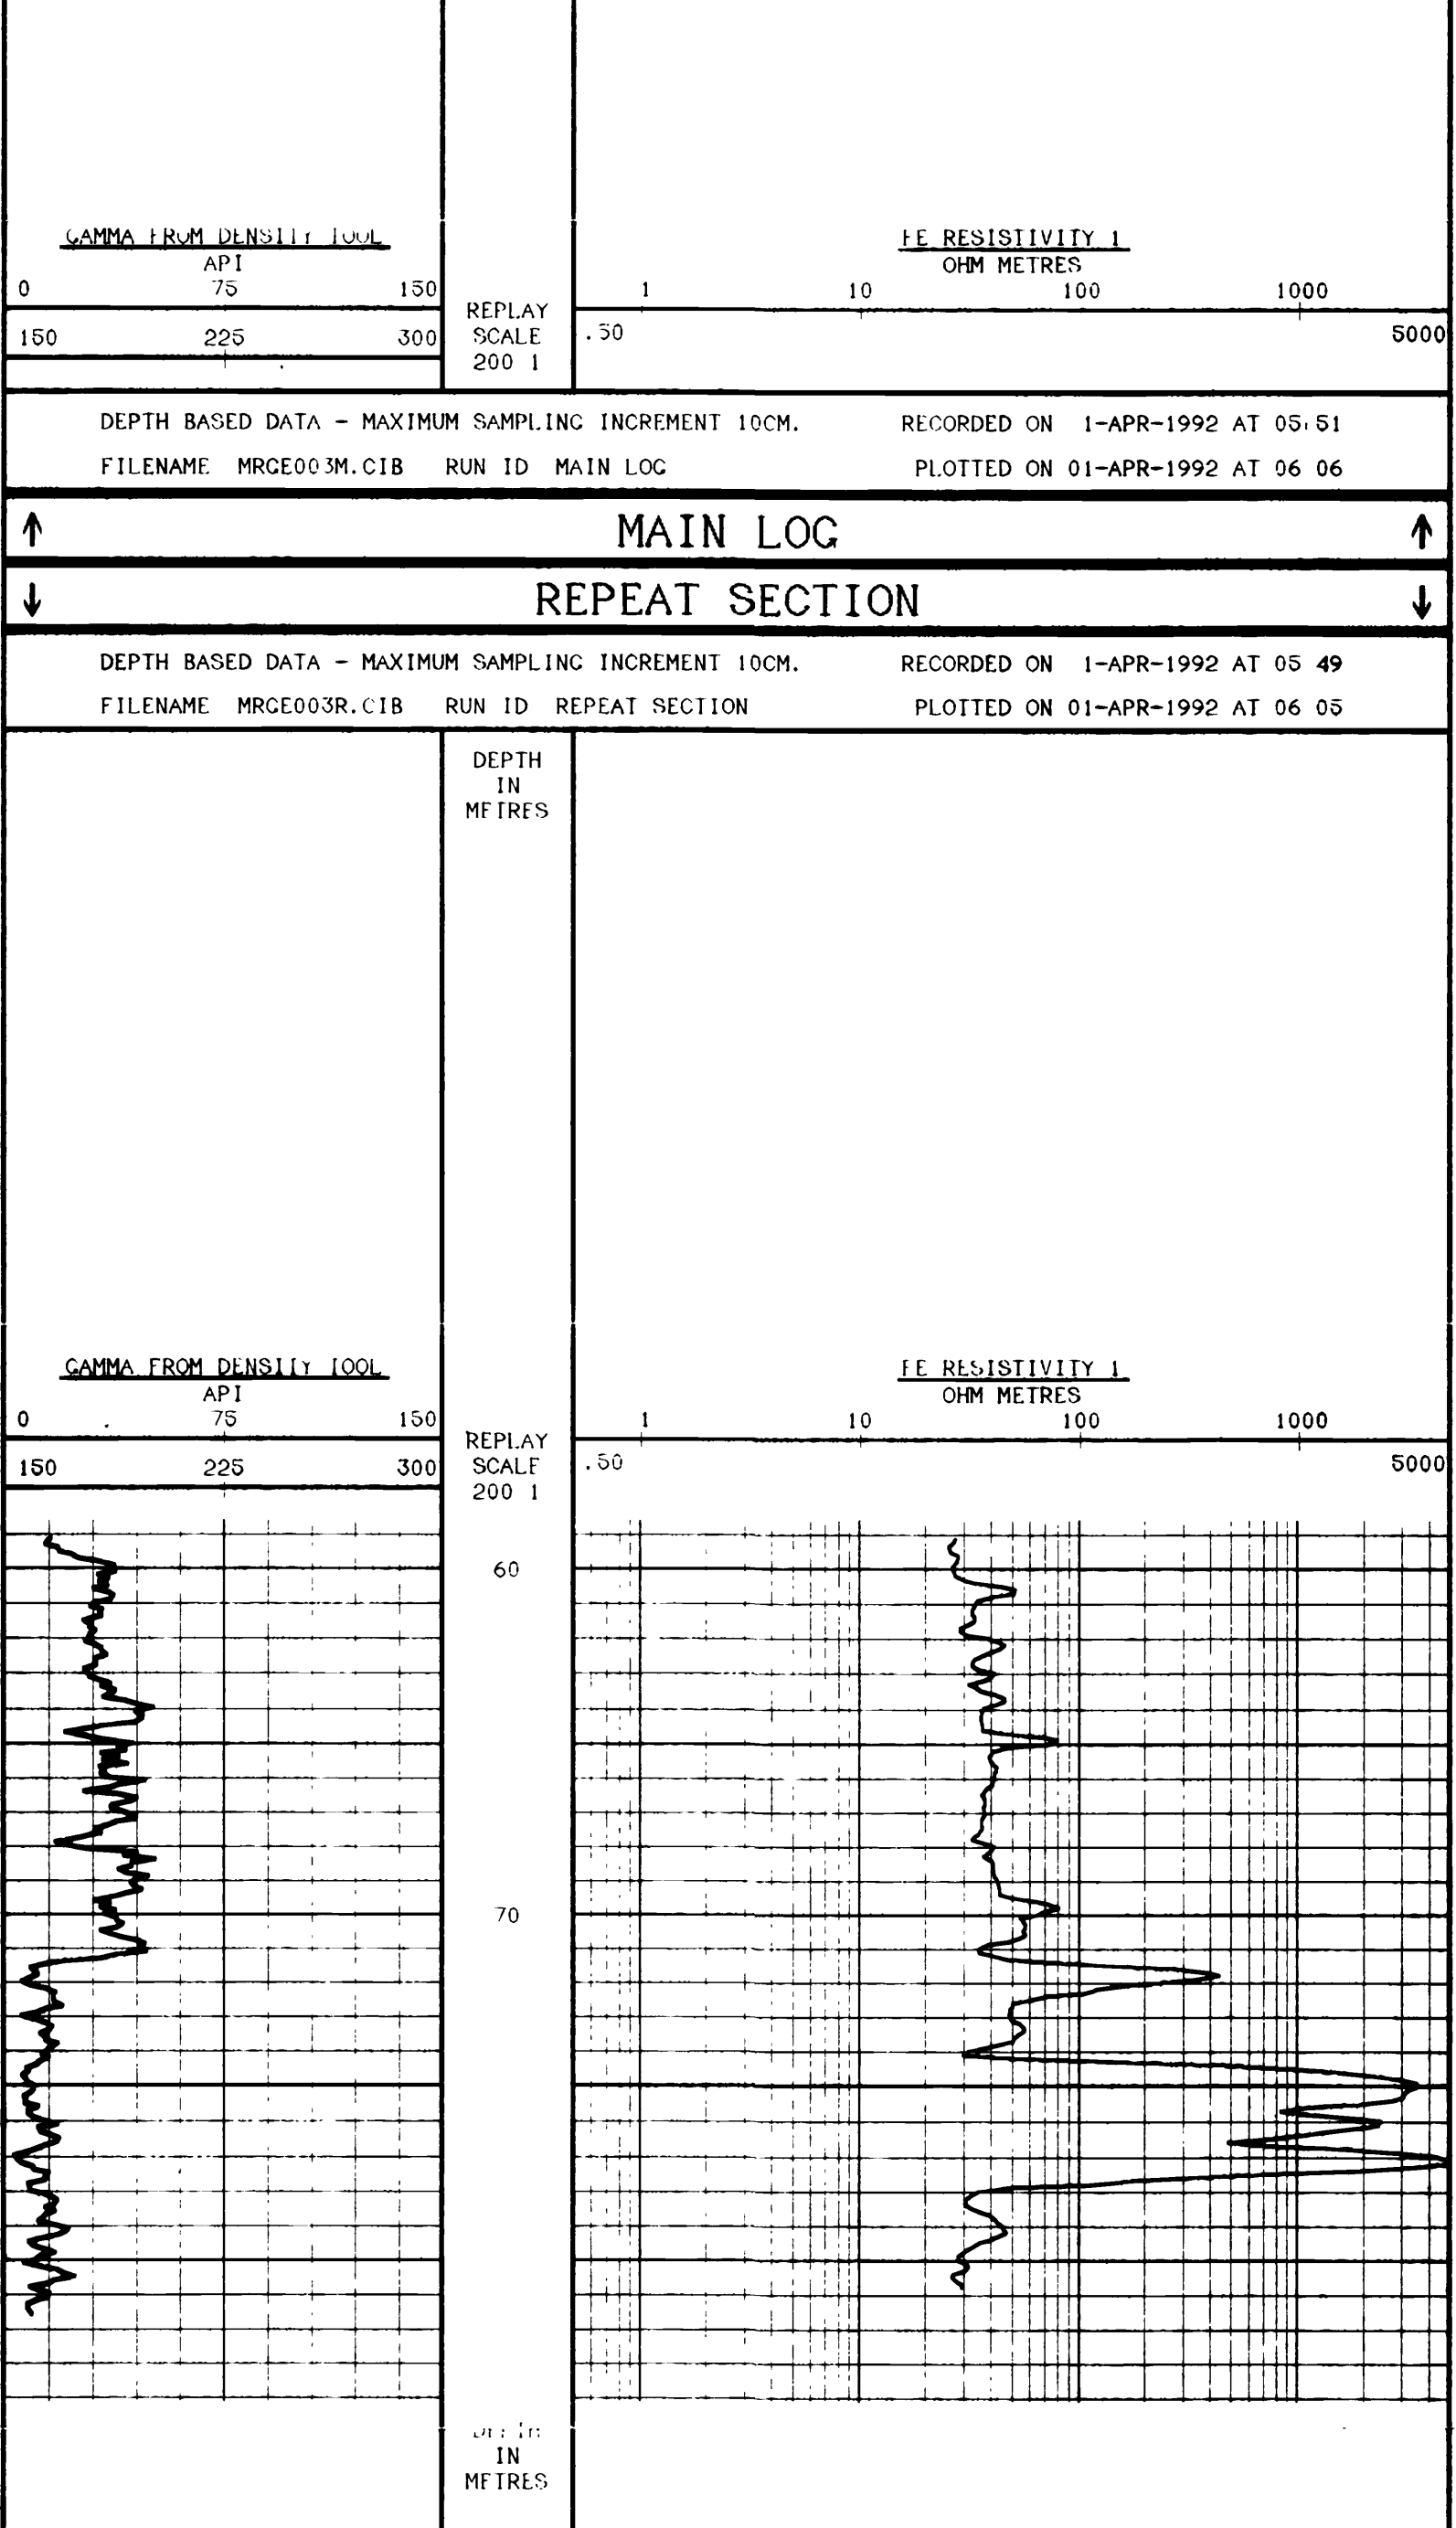 GAMMA FROM DENSITY TOOL FE RESISTIVITY 1
API OHM METRES
0 75 150 1 10 100 1000
REPLAY
150 225 300 SCALE .50 5000
200 1
DEPTH BASED DATA - MAXIMUM SAMPLING INCREMENT 10CM. RECORDED ON 1-APR-1992 AT 05:51
FILENAME MRGE003M.CIB RUN ID MAIN LOG PLOTTED ON 01-APR-1992 AT 06 06
↑ MAIN LOG ↑
↓ REPEAT SECTION ↓
DEPTH BASED DATA - MAXIMUM SAMPLING INCREMENT 10CM. RECORDED ON 1-APR-1992 AT 05 49
FILENAME MRGE003R.CIB RUN ID REPEAT SECTION PLOTTED ON 01-APR-1992 AT 06 05
DEPTH
IN
METRES
GAMMA FROM DENSITY TOOL FE RESISTIVITY 1
API OHM METRES
0 75 150 1 10 100 1000
REPLAY
150 225 300 SCALE .50 5000
200 1
60
70
IN
METRES